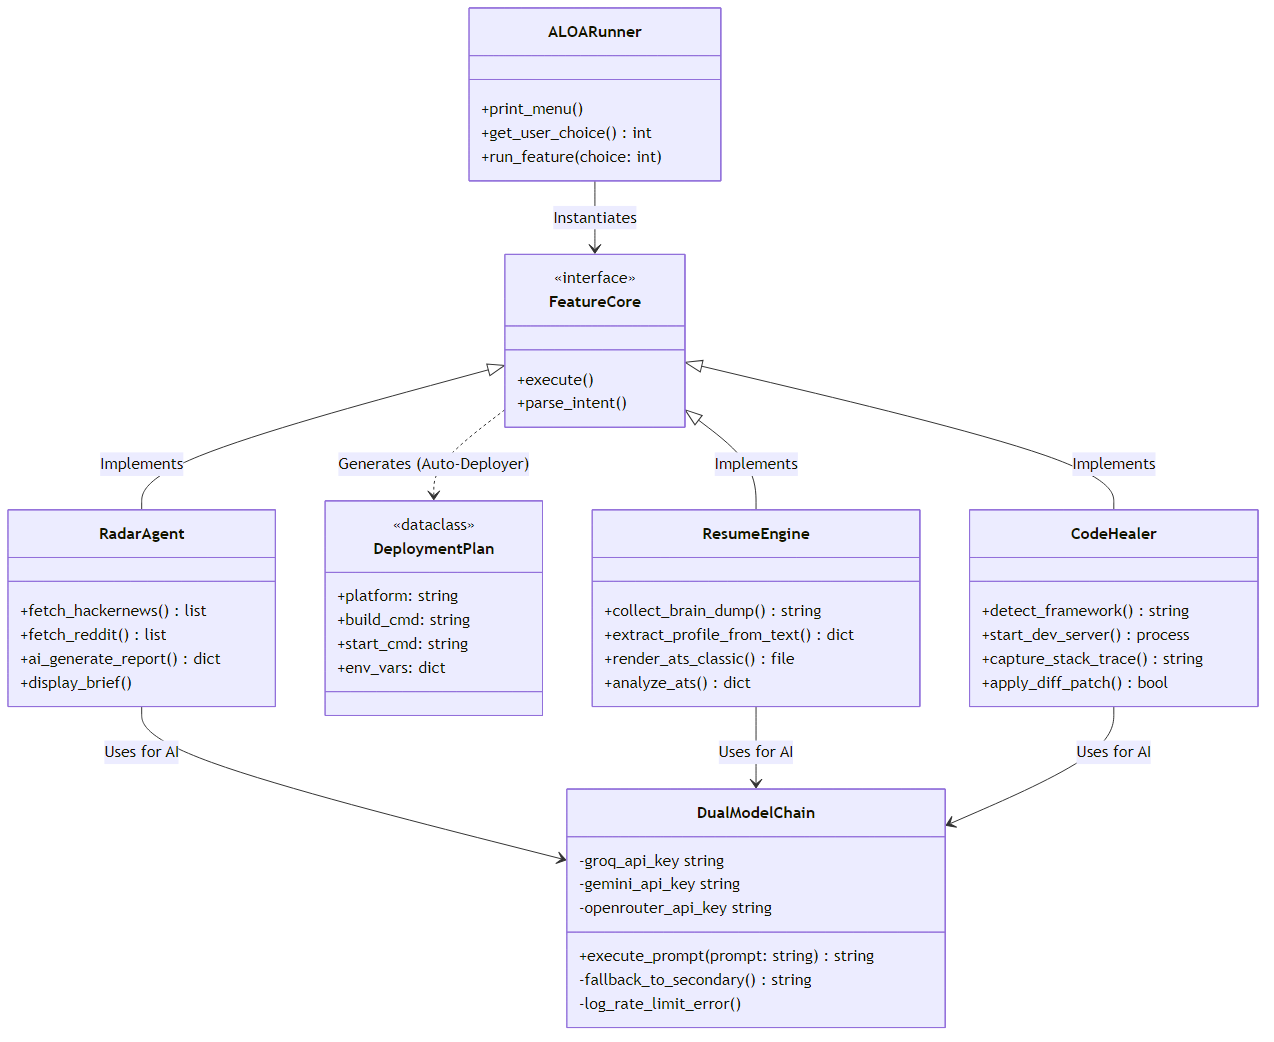 ALOARunner
+print_menu()
+get_user_choice() : int
+run_feature(choice: int)
Instantiates
«interface»
FeatureCore
+execute()
+parse_intent()
Implements
Generates (Auto-Deployer)
Implements
Implements
RadarAgent
+fetch_hackernews() : list
+fetch_reddit() : list
+ai_generate_report() : dict
+display_brief()
«dataclass»
DeploymentPlan
+platform: string
+build_cmd: string
+start_cmd: string
+env_vars: dict
ResumeEngine
+collect_brain_dump() : string
+extract_profile_from_text() : dict
+render_ats_classic() : file
+analyze_ats() : dict
CodeHealer
+detect_framework() : string
+start_dev_server() : process
+capture_stack_trace() : string
+apply_diff_patch() : bool
Uses for AI
Uses for AI
Uses for AI
DualModelChain
-groq_api_key string
-gemini_api_key string
-openrouter_api_key string
+execute_prompt(prompt: string) : string
-fallback_to_secondary() : string
-log_rate_limit_error()